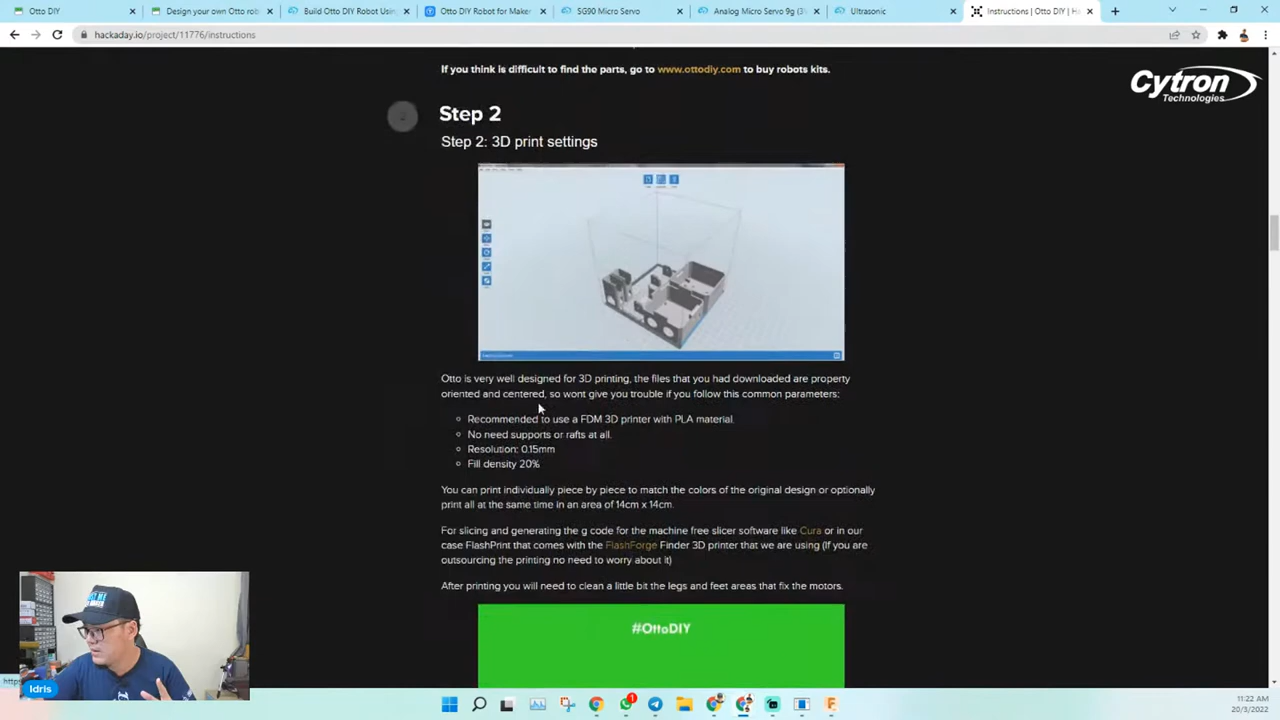 Otto DIY
Design your own Otto rob
Build Otto DIY Robot Using
Otto DIY Robot for Maker
SG90 Micro Servo
Analog Micro Servo 9g (3
Ultrasonic
Instructions | Otto DIY | Ha
hackaday.io/project/11776/instructions
If you think is difficult to find the parts, go to www.ottodiy.com to buy robots kits.
Cytron
Technologies
2
Step 2
Step 2: 3D print settings
Otto is very well designed for 3D printing, the files that you had downloaded are property
oriented and centered, so wont give you trouble if you follow this common parameters:
Recommended to use a FDM 3D printer with PLA material.
No need supports or rafts at all.
Resolution: 0.15mm
Fill density 20%
You can print individually piece by piece to match the colors of the original design or optionally
print all at the same time in an area of 14cm x 14cm.
For slicing and generating the g code for the machine free slicer software like Cura or in our
case FlashPrint that comes with the FlashForge Finder 3D printer that we are using (If you are
outsourcing the printing no need to worry about it)
After printing you will need to clean a little bit the legs and feet areas that fix the motors.
#OttoDIY
https
Idris
1
11:22 AM
20/3/2022